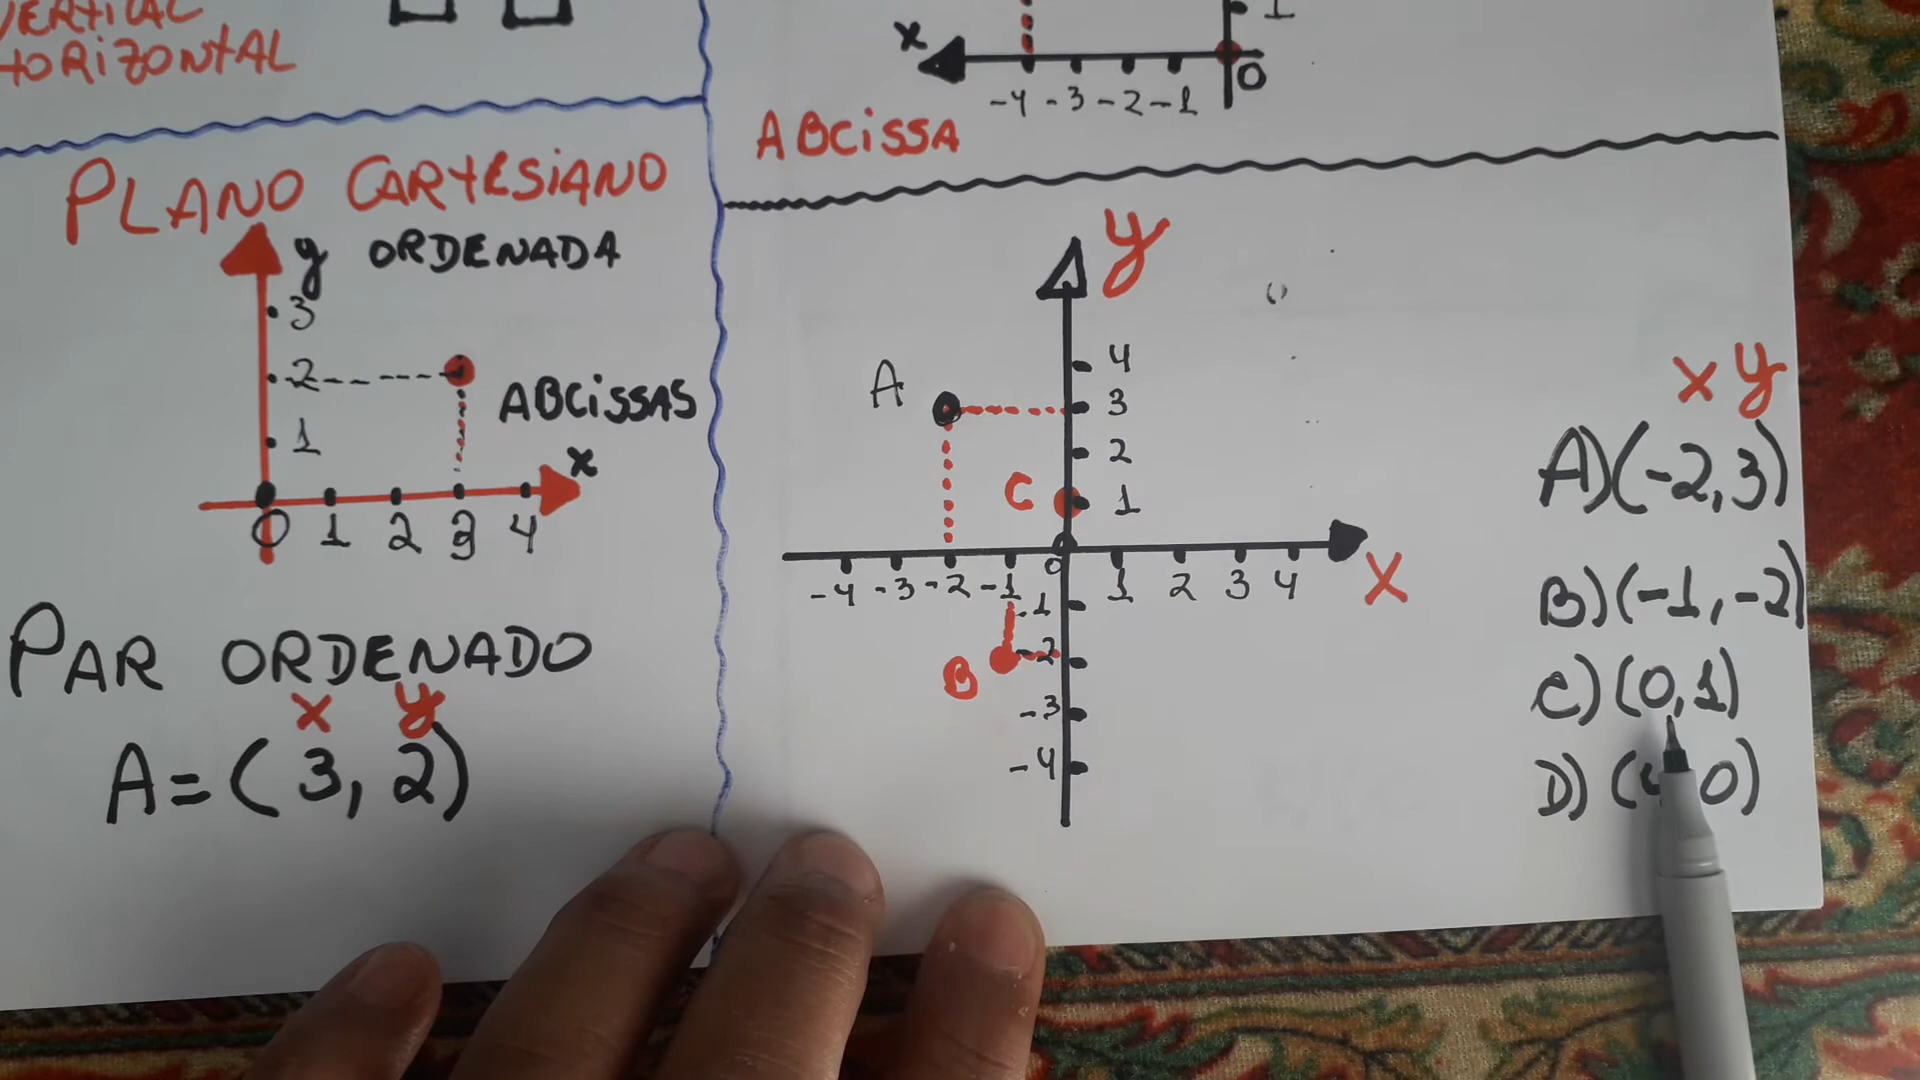 VERTICAL
HORIZONTAL
PLANO CARTESIANO
y ORDENADA
3
2
1
ABCISSAS
x
0 1 2 3 4
PAR ORDENADO
x y
A = (3, 2)
1
x
0
-4 -3 -2 -1
ABCISSA
y
4
A
3
2
C
1
0
-4 -3 -2 -1 1 2 3 4
x
-1
-2
B
-3
-4
x y
A) (-2, 3)
B) (-1, -2)
C) (0, 1)
D) ( 0)